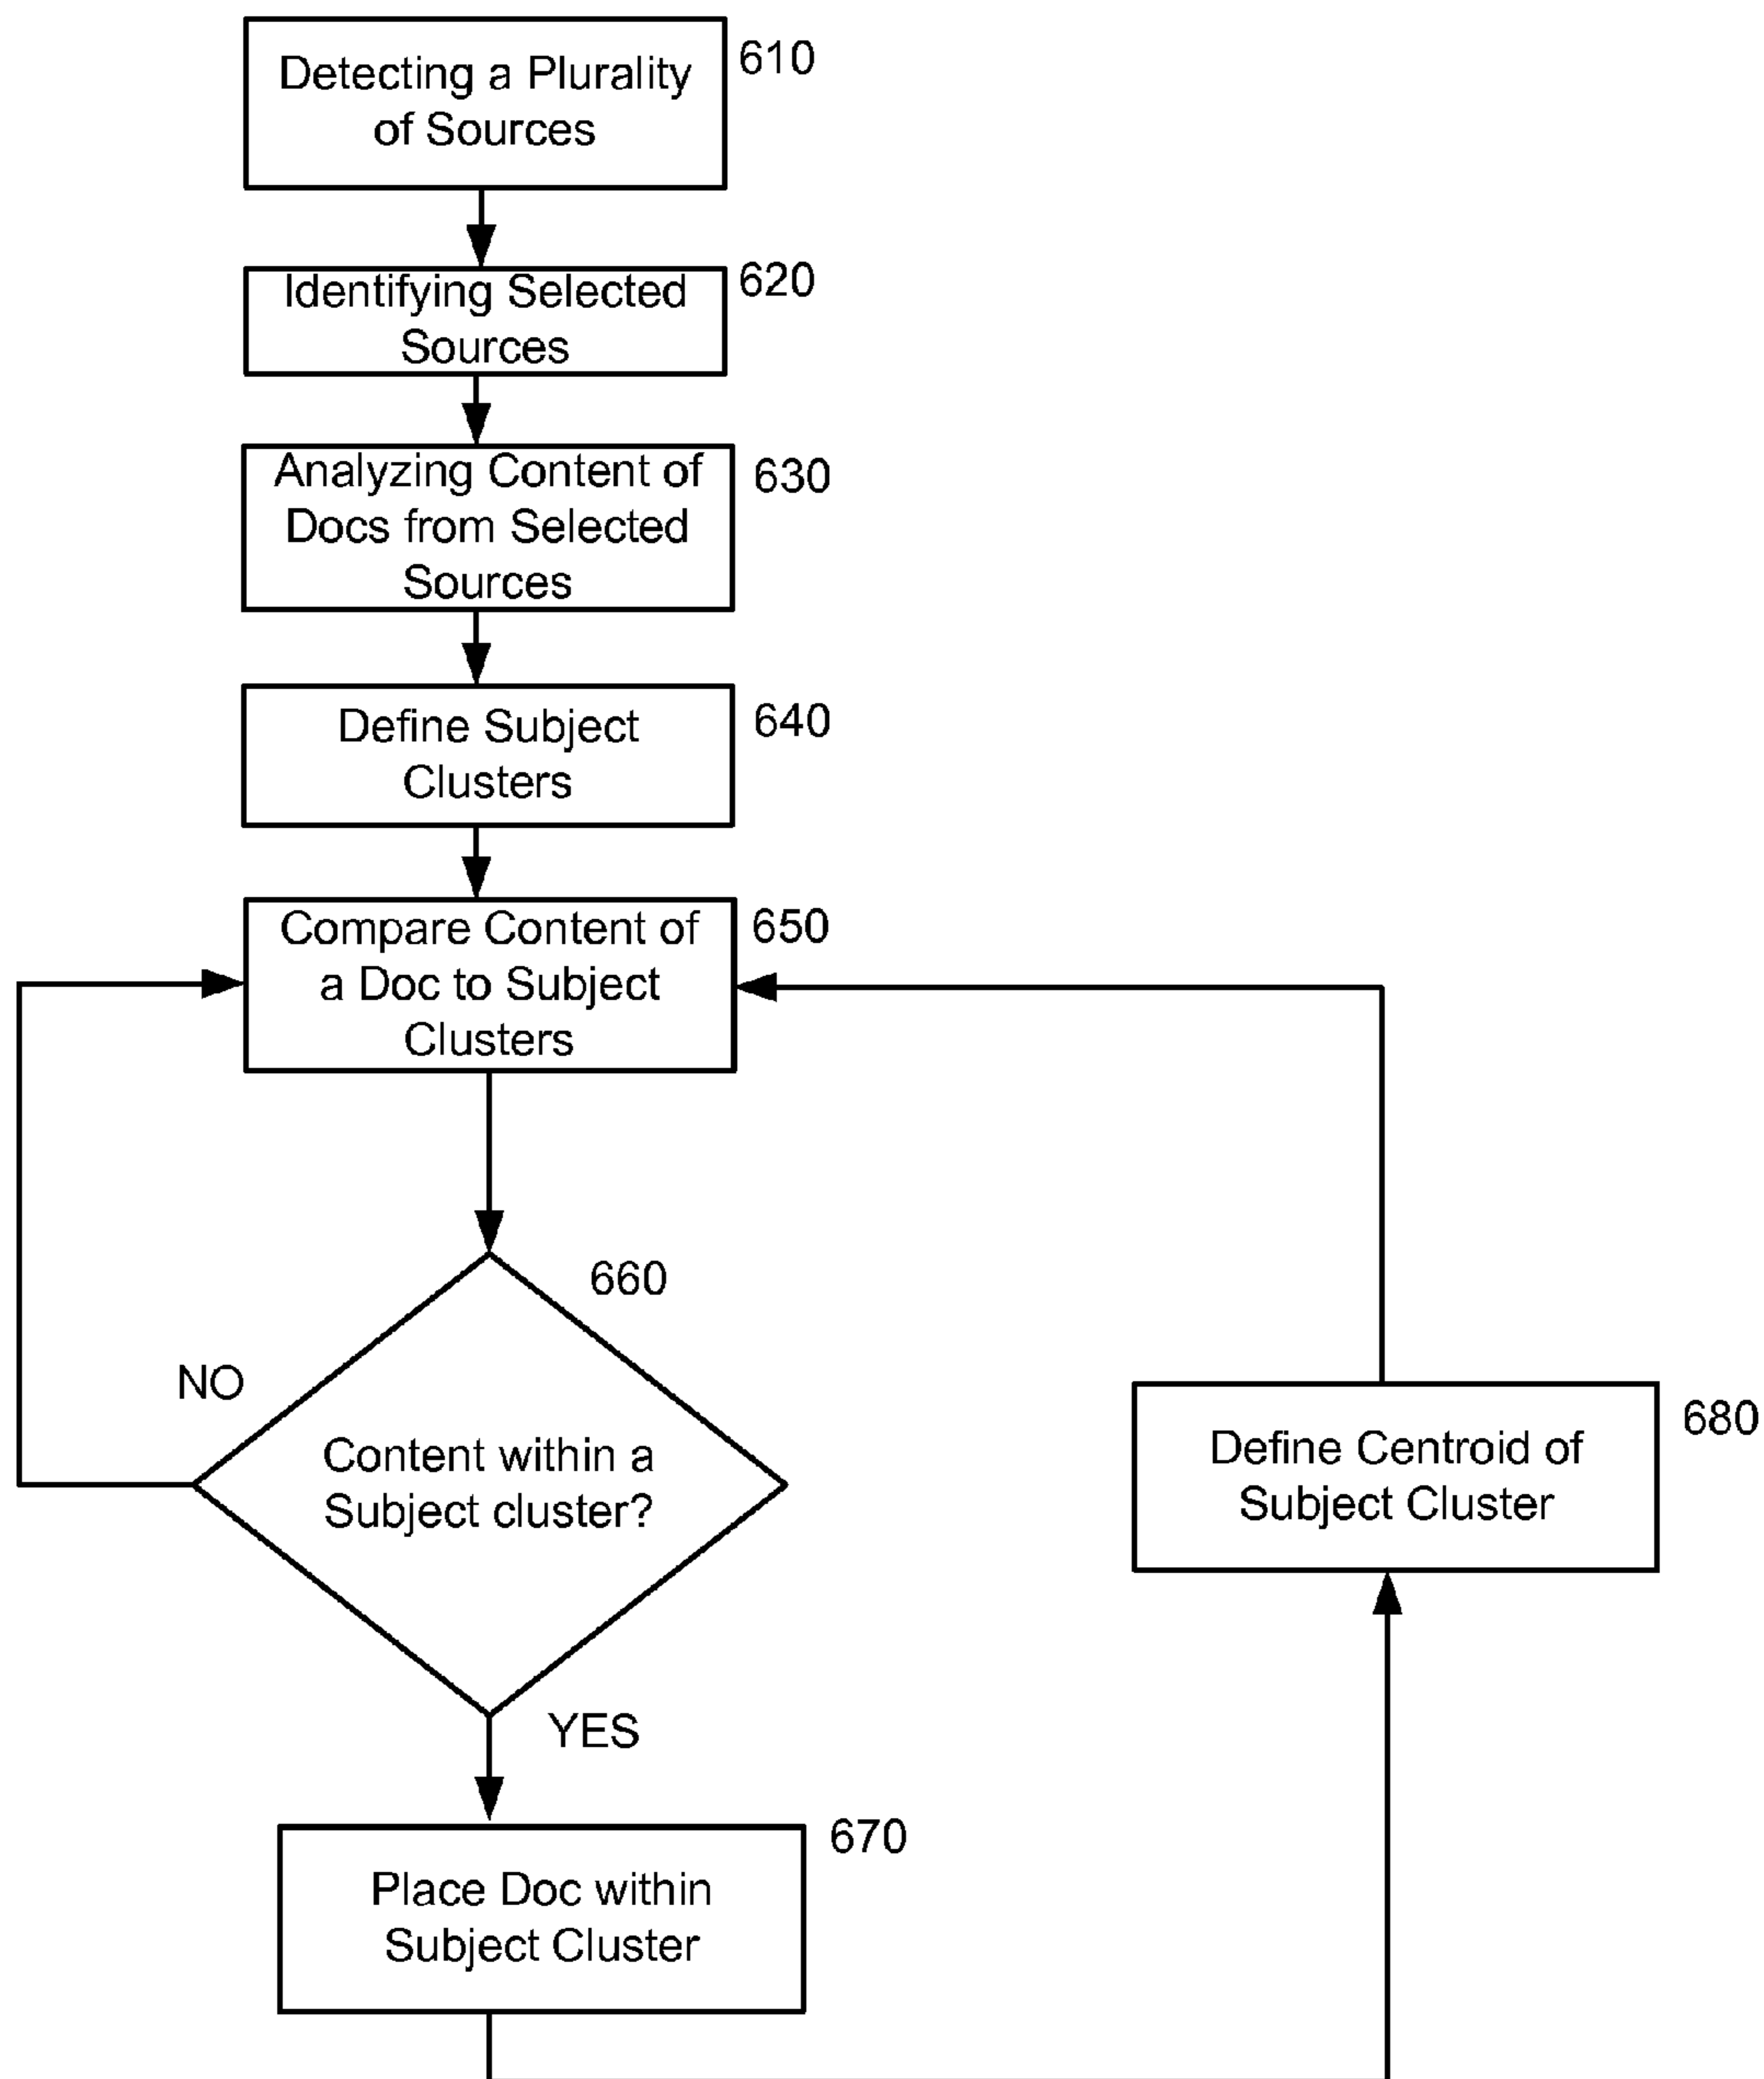 Detecting a Plurality
of Sources
610
Identifying Selected
Sources
620
Analyzing Content of
Docs from Selected
Sources
630
Define Subject
Clusters
640
Compare Content of
a Doc to Subject
Clusters
650
660
NO
Content within a
Subject cluster?
YES
Define Centroid of
Subject Cluster
680
Place Doc within
Subject Cluster
670